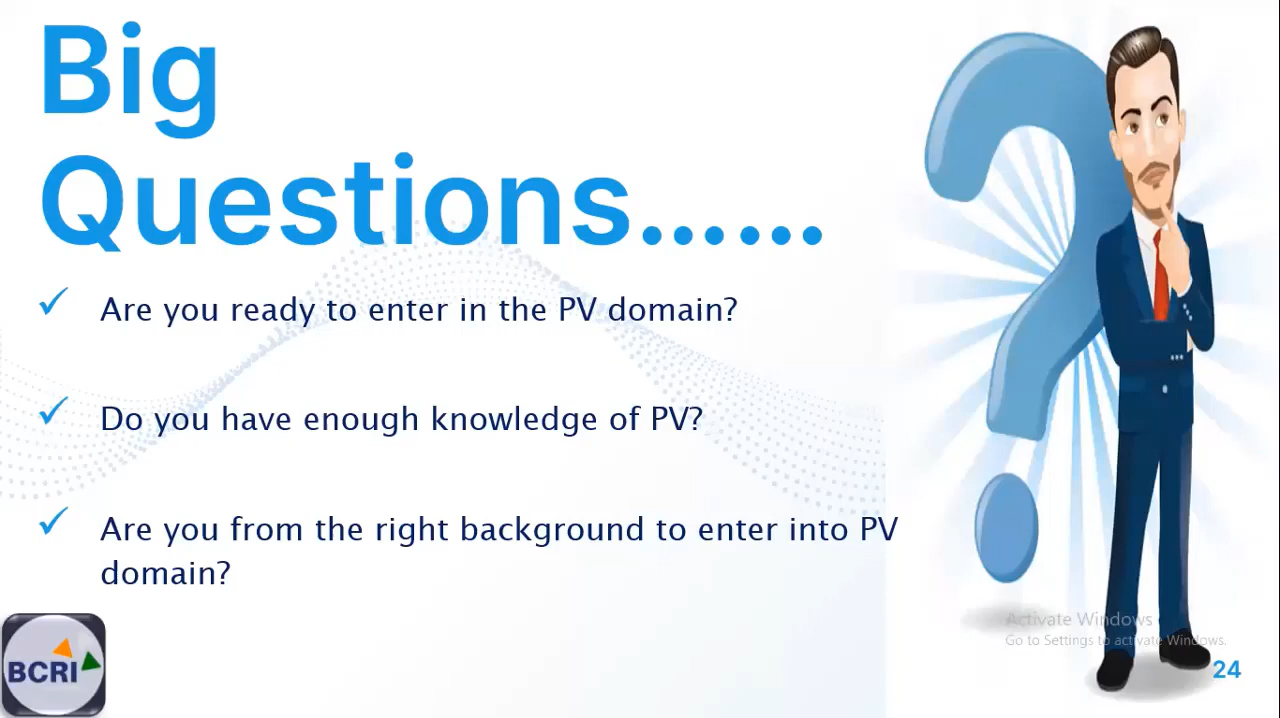 Big
Questions......
Are you ready to enter in the PV domain?
Do you have enough knowledge of PV?
Are you from the right background to enter into PV
domain?
Activate Windows
Go to Settings to activate Windows.
24
BCRI